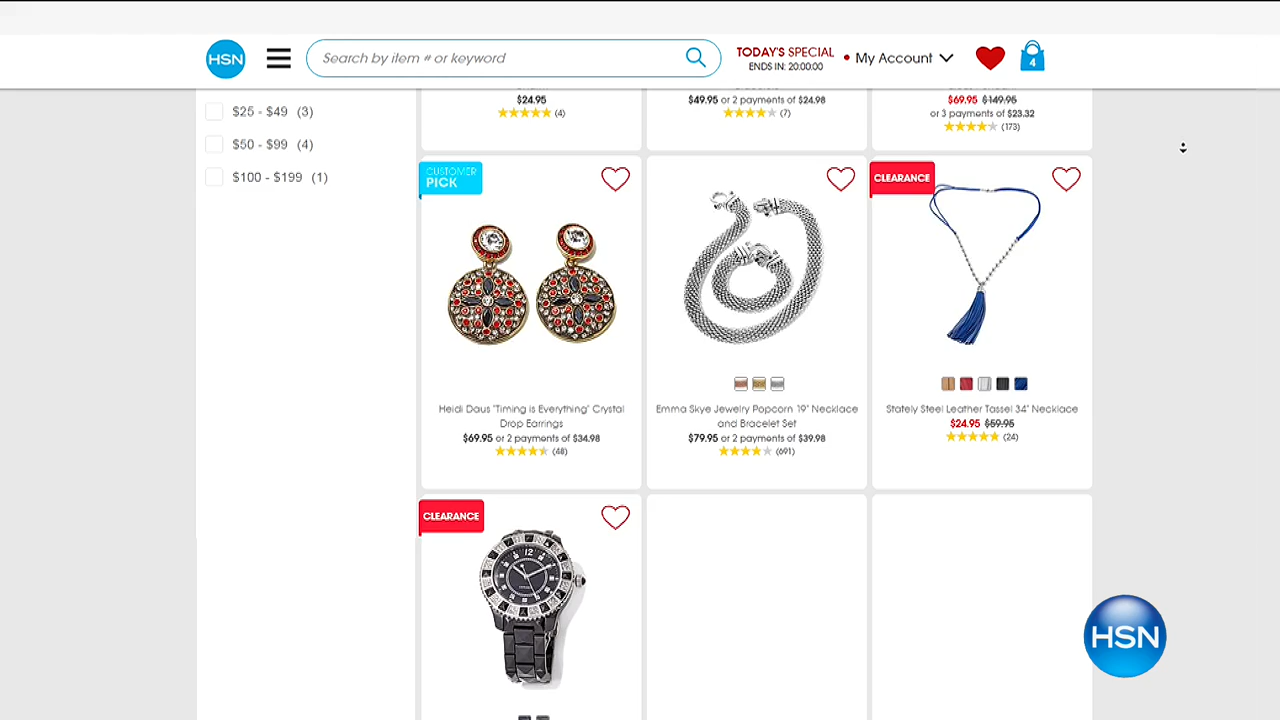 HSN
Search by item # or keyword
TODAY'S SPECIAL
ENDS IN: 20:00:00
My Account
4
$25 - $49 (3)
$50 - $99 (4)
$100 - $199 (1)
$24.95
(4)
$49.95 or 2 payments of $24.98
(7)
$69.95 $149.95
or 3 payments of $23.32
(173)
CUSTOMER
PICK
CLEARANCE
Heidi Daus "Timing is Everything" Crystal
Drop Earrings
$69.95 or 2 payments of $34.98
(48)
Emma Skye Jewelry Popcorn 19" Necklace
and Bracelet Set
$79.95 or 2 payments of $39.98
(691)
Stately Steel Leather Tassel 34" Necklace
$24.95 $59.95
(24)
CLEARANCE
12
HSN